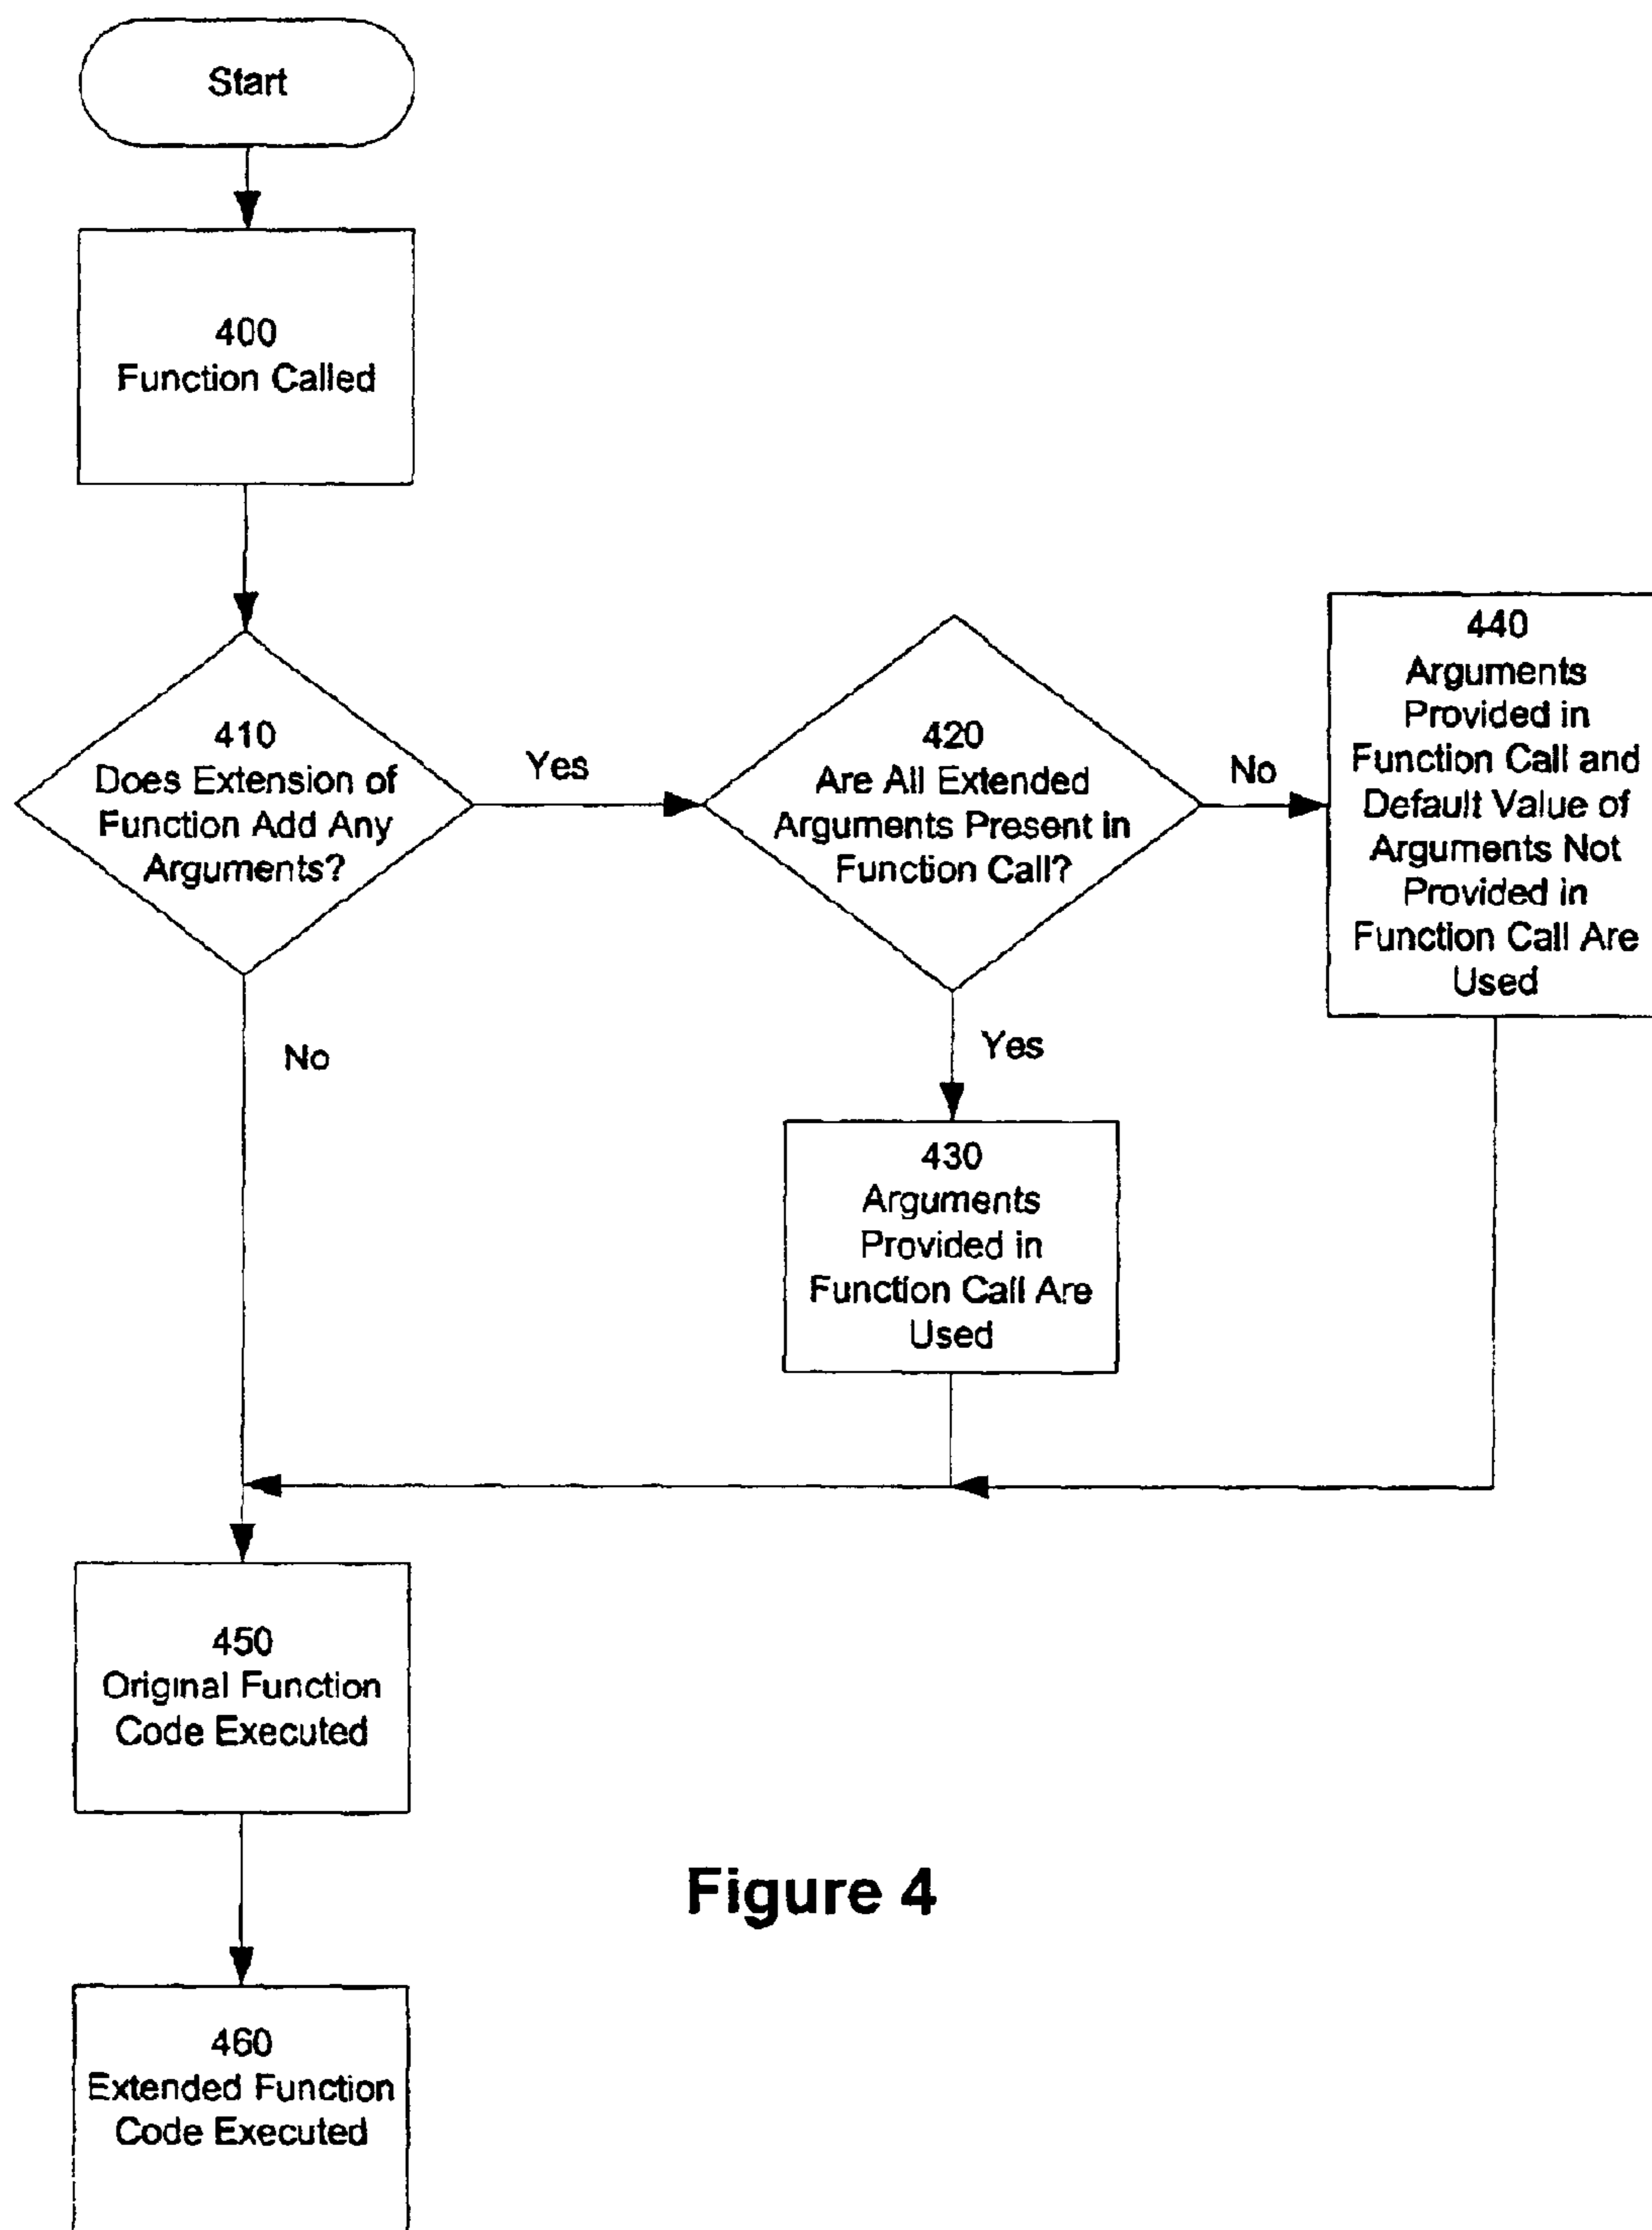 Start
400
Function Called
410
Does Extension of
Function Add Any
Arguments?
Yes
No
420
Are All Extended
Arguments Present in
Function Call?
No
Yes
440
Arguments
Provided in
Function Call and
Default Value of
Arguments Not
Provided in
Function Call Are
Used
430
Arguments
Provided in
Function Call Are
Used
450
Original Function
Code Executed
460
Extended Function
Code Executed
Figure 4